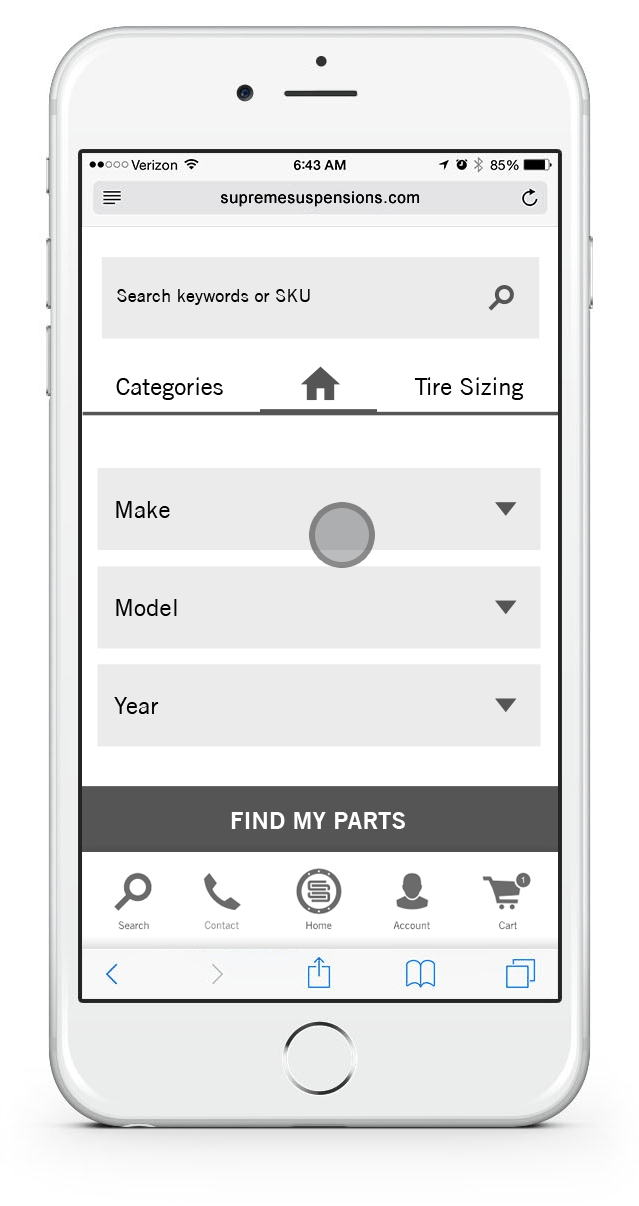 Verizon 6:43 AM 85%
supremesuspensions.com
Search keywords or SKU
Categories Tire Sizing
Make
Model
Year
FIND MY PARTS
1
Search Contact Home Account Cart